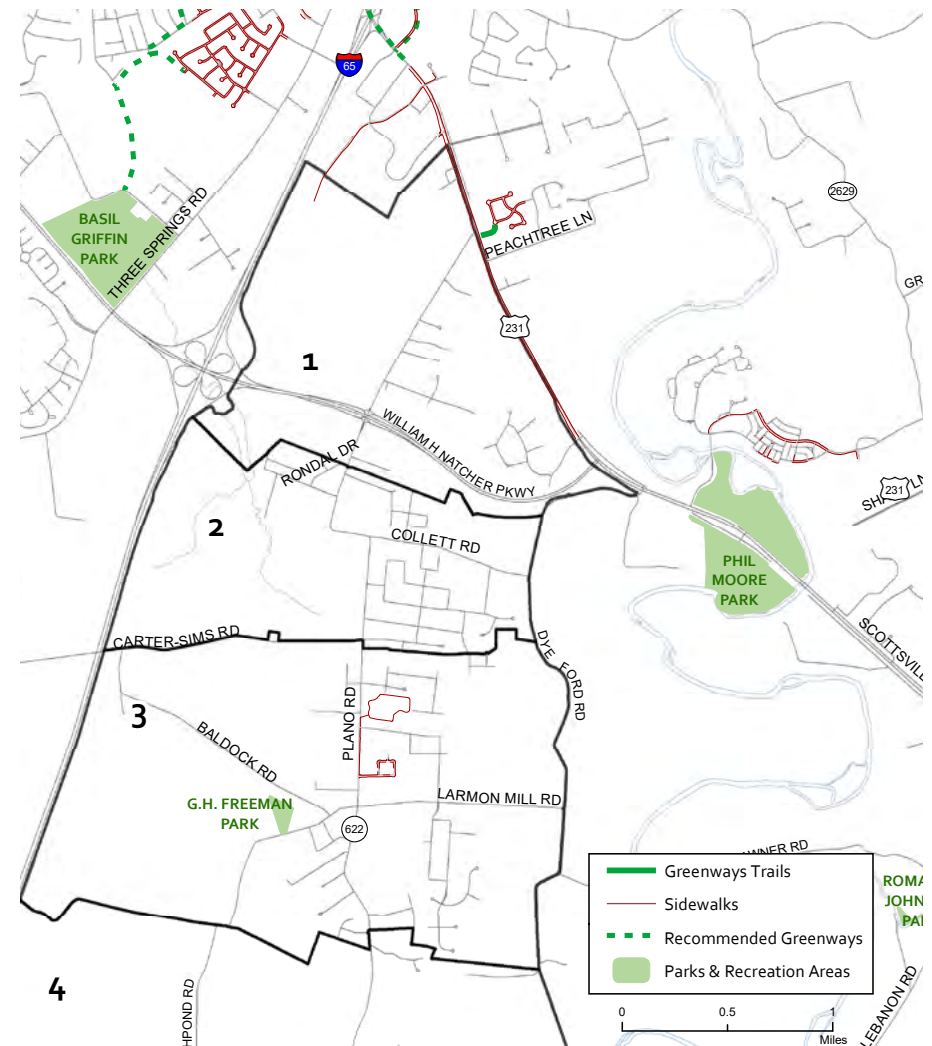 65
2629
BASIL
GRIFFIN
PARK
THREE SPRINGS RD
PEACHTREE LN
GR
231
1
WILLIAM H NATCHER PKWY
RONDAL DR
231
2
COLLETT RD
PHIL
MOORE
PARK
CARTER-SIMS RD
DYE FORD RD
SCOTTSVIL
3
PLANO RD
BALDOCK RD
G.H. FREEMAN
PARK
LARMON MILL RD
622
WNER RD
ROMA
JOHN
PA
Greenways Trails
Sidewalks
Recommended Greenways
Parks & Recreation Areas
4
HPOND RD
LEBANON RD
0
0.5
1
Miles